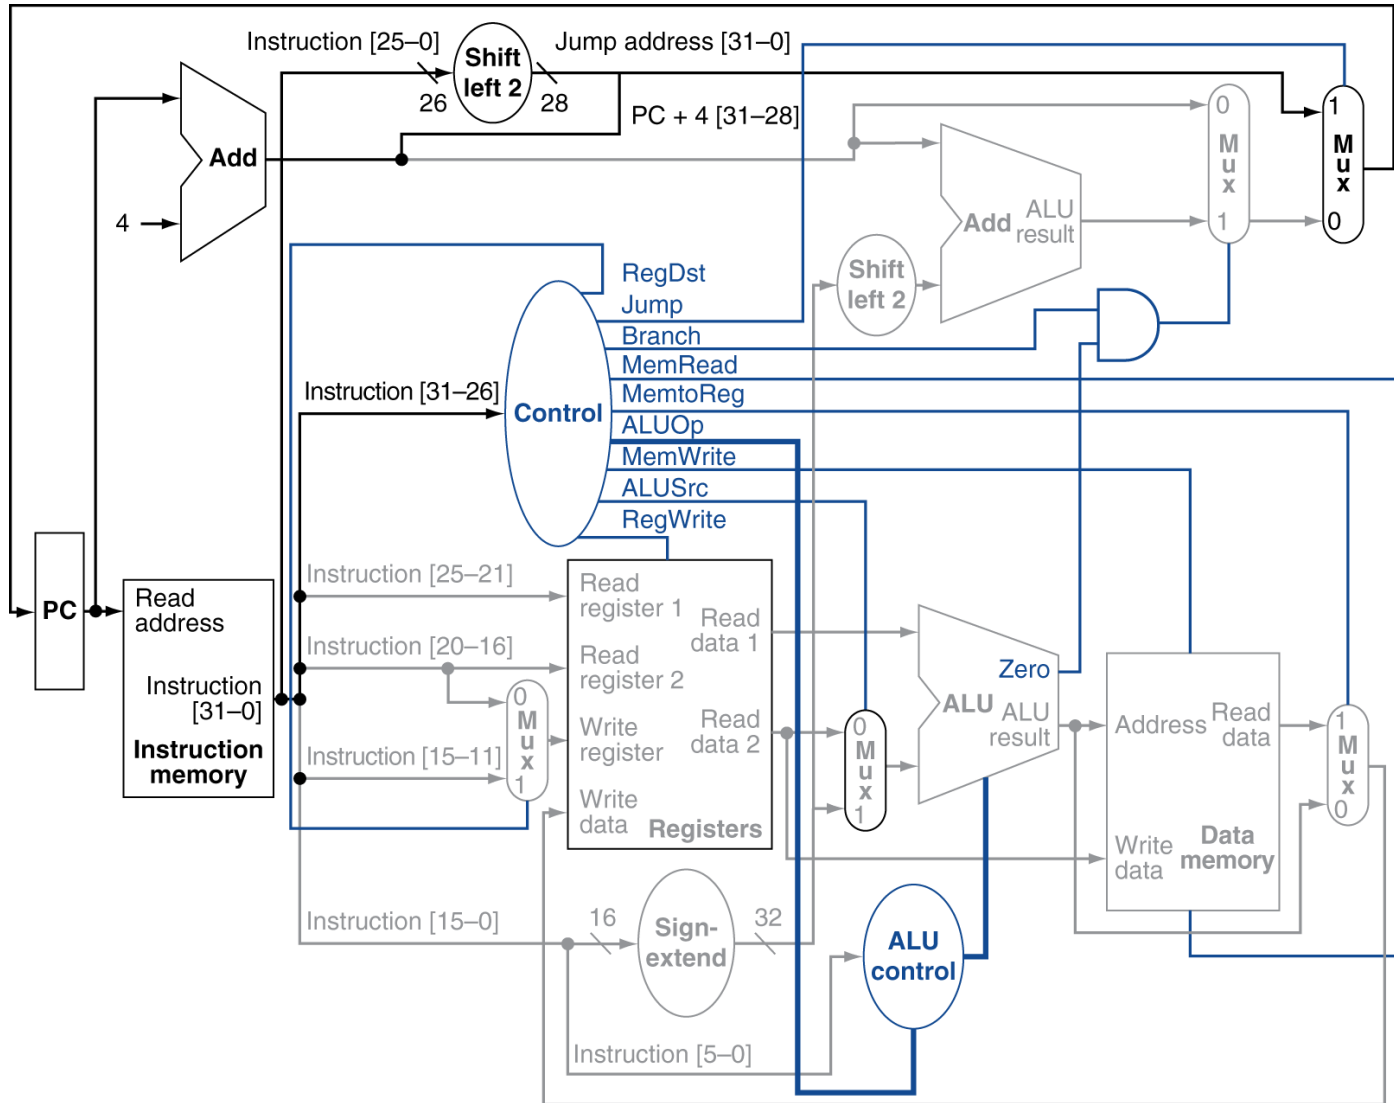 Instruction [25–0]
Shift
left 2
Jump address [31–0]
26
28
PC + 4 [31–28]
Add
4
0
M
u
x
1
1
M
u
x
0
Add
ALU
result
Shift
left 2
RegDst
Jump
Branch
MemRead
MemtoReg
ALUOp
MemWrite
ALUSrc
RegWrite
Instruction [31–26]
Control
PC
Read
address
Instruction
[31–0]
Instruction
memory
Instruction [25–21]
Instruction [20–16]
Instruction [15–11]
0
M
u
x
1
Read
register 1
Read
register 2
Write
register
Write
data
Read
data 1
Read
data 2
Registers
0
M
u
x
1
Zero
ALU
ALU
result
Address
Read
data
Write
data
Data
memory
1
M
u
x
0
Instruction [15–0]
16
Sign-
extend
32
ALU
control
Instruction [5–0]